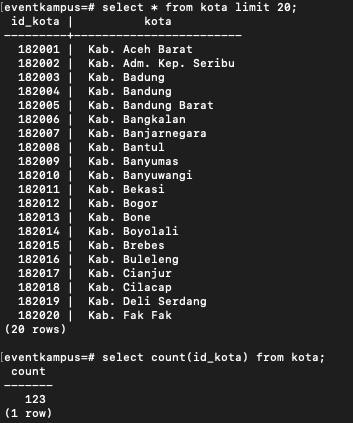 [eventkampus=# select * from kota limit 20;
 id_kota |          kota
---------+------------------------
  182001 |  Kab. Aceh Barat
  182002 |  Kab. Adm. Kep. Seribu
  182003 |  Kab. Badung
  182004 |  Kab. Bandung
  182005 |  Kab. Bandung Barat
  182006 |  Kab. Bangkalan
  182007 |  Kab. Banjarnegara
  182008 |  Kab. Bantul
  182009 |  Kab. Banyumas
  182010 |  Kab. Banyuwangi
  182011 |  Kab. Bekasi
  182012 |  Kab. Bogor
  182013 |  Kab. Bone
  182014 |  Kab. Boyolali
  182015 |  Kab. Brebes
  182016 |  Kab. Buleleng
  182017 |  Kab. Cianjur
  182018 |  Kab. Cilacap
  182019 |  Kab. Deli Serdang
  182020 |  Kab. Fak Fak
(20 rows)

[eventkampus=# select count(id_kota) from kota;
 count
-------
   123
(1 row)